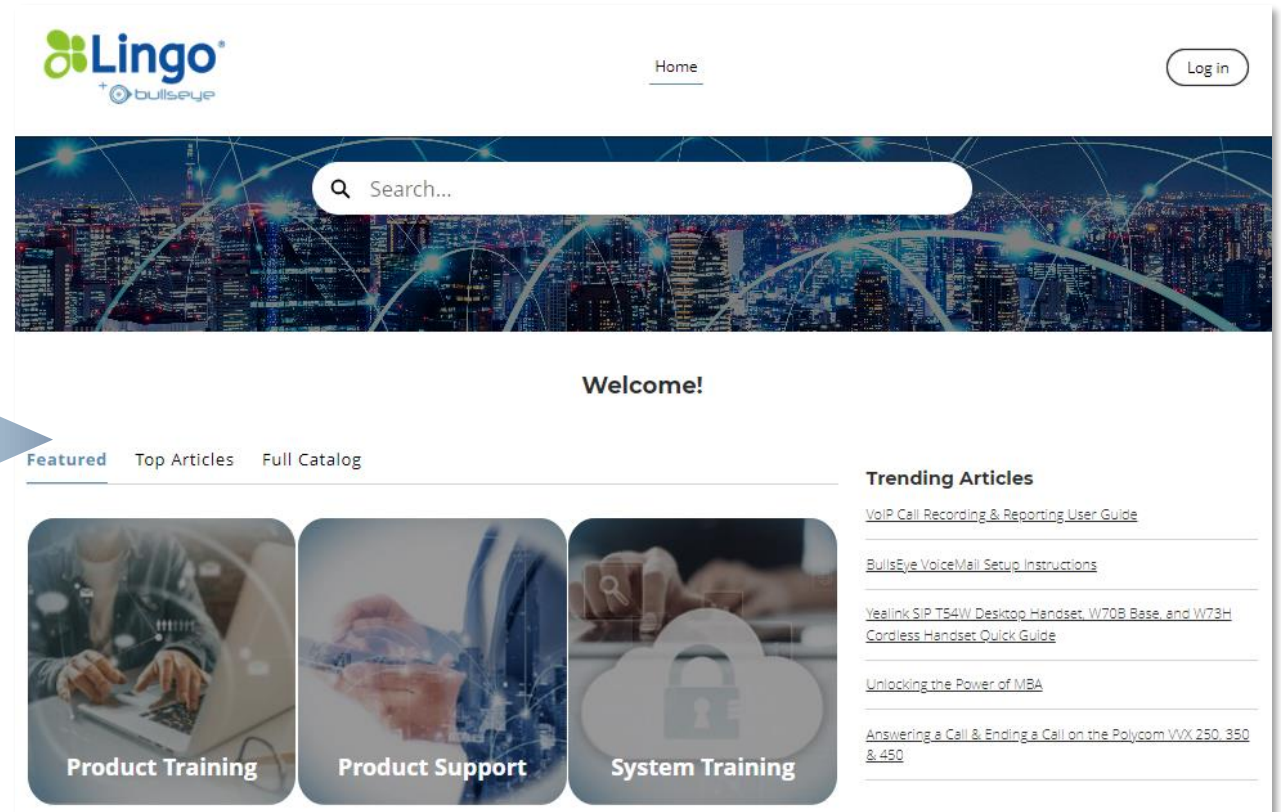 Lingo®
+ bullseye
Home
Log in
Search...
Welcome!
Featured Top Articles Full Catalog
Product Training
Product Support
System Training
Trending Articles
VoIP Call Recording & Reporting User Guide
BullsEye VoiceMail Setup Instructions
Yealink SIP T54W Desktop Handset, W70B Base, and W73H
Cordless Handset Quick Guide
Unlocking the Power of MBA
Answering a Call & Ending a Call on the Polycom VVX 250, 350
& 450